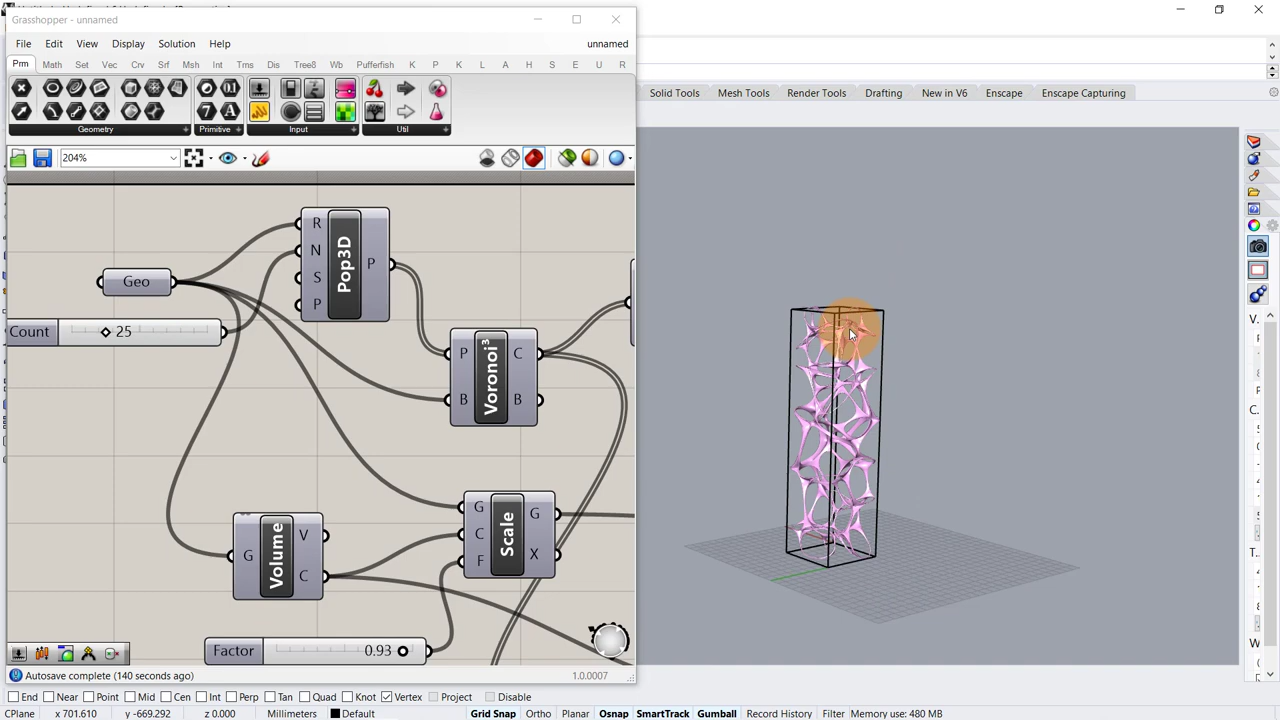 Grasshopper - unnamed
File Edit View Display Solution Help unnamed
Prm Math Set Vec Crv Srf Msh Int Trns Dis Tree8 Wb Pufferfish K P K L A H S E U R
Solid Tools Mesh Tools Render Tools Drafting New in V6 Enscape Enscape Capturing
Geometry Primitive Input Util
204%
R
N
S
P
Pop3D
P
Geo
Count 25
P
B
Voronoi³
C
B
G
C
F
Scale
G
X
G
Volume
V
C
Factor 0.93
Autosave complete (140 seconds ago) 1.0.0007
End Near Point Mid Cen Int Perp Tan Quad Knot Vertex Project Disable
CPlane x 701.610 y -669.292 z 0.000 Millimeters Default Grid Snap Ortho Planar Osnap SmartTrack Gumball Record History Filter Memory use: 480 MB